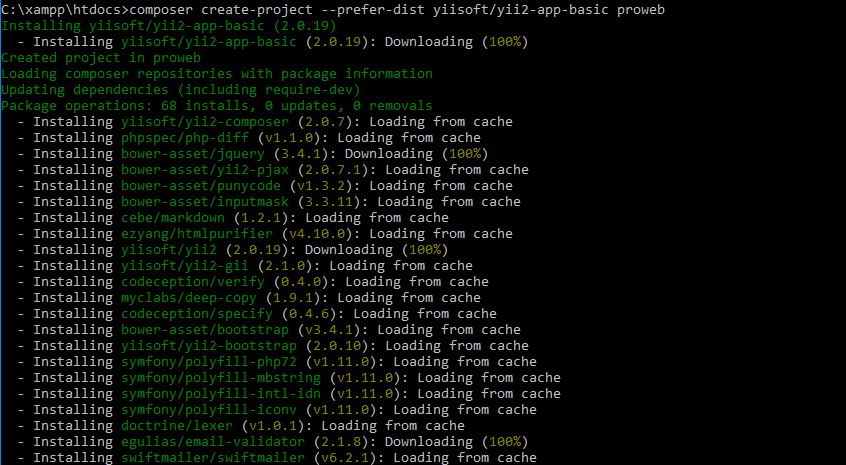 C:\xampp\htdocs>composer create-project --prefer-dist yiisoft/yii2-app-basic proweb
Installing yiisoft/yii2-app-basic (2.0.19)
  - Installing yiisoft/yii2-app-basic (2.0.19): Downloading (100%)
Created project in proweb
Loading composer repositories with package information
Updating dependencies (including require-dev)
Package operations: 68 installs, 0 updates, 0 removals
  - Installing yiisoft/yii2-composer (2.0.7): Loading from cache
  - Installing phpspec/php-diff (v1.1.0): Loading from cache
  - Installing bower-asset/jquery (3.4.1): Downloading (100%)
  - Installing bower-asset/yii2-pjax (2.0.7.1): Loading from cache
  - Installing bower-asset/punycode (v1.3.2): Loading from cache
  - Installing bower-asset/inputmask (3.3.11): Loading from cache
  - Installing cebe/markdown (1.2.1): Loading from cache
  - Installing ezyang/htmlpurifier (v4.10.0): Loading from cache
  - Installing yiisoft/yii2 (2.0.19): Downloading (100%)
  - Installing yiisoft/yii2-gii (2.1.0): Loading from cache
  - Installing codeception/verify (0.4.0): Loading from cache
  - Installing myclabs/deep-copy (1.9.1): Loading from cache
  - Installing codeception/specify (0.4.6): Loading from cache
  - Installing bower-asset/bootstrap (v3.4.1): Loading from cache
  - Installing yiisoft/yii2-bootstrap (2.0.10): Loading from cache
  - Installing symfony/polyfill-php72 (v1.11.0): Loading from cache
  - Installing symfony/polyfill-mbstring (v1.11.0): Loading from cache
  - Installing symfony/polyfill-intl-idn (v1.11.0): Loading from cache
  - Installing symfony/polyfill-iconv (v1.11.0): Loading from cache
  - Installing doctrine/lexer (v1.0.1): Loading from cache
  - Installing egulias/email-validator (2.1.8): Downloading (100%)
  - Installing swiftmailer/swiftmailer (v6.2.1): Loading from cache